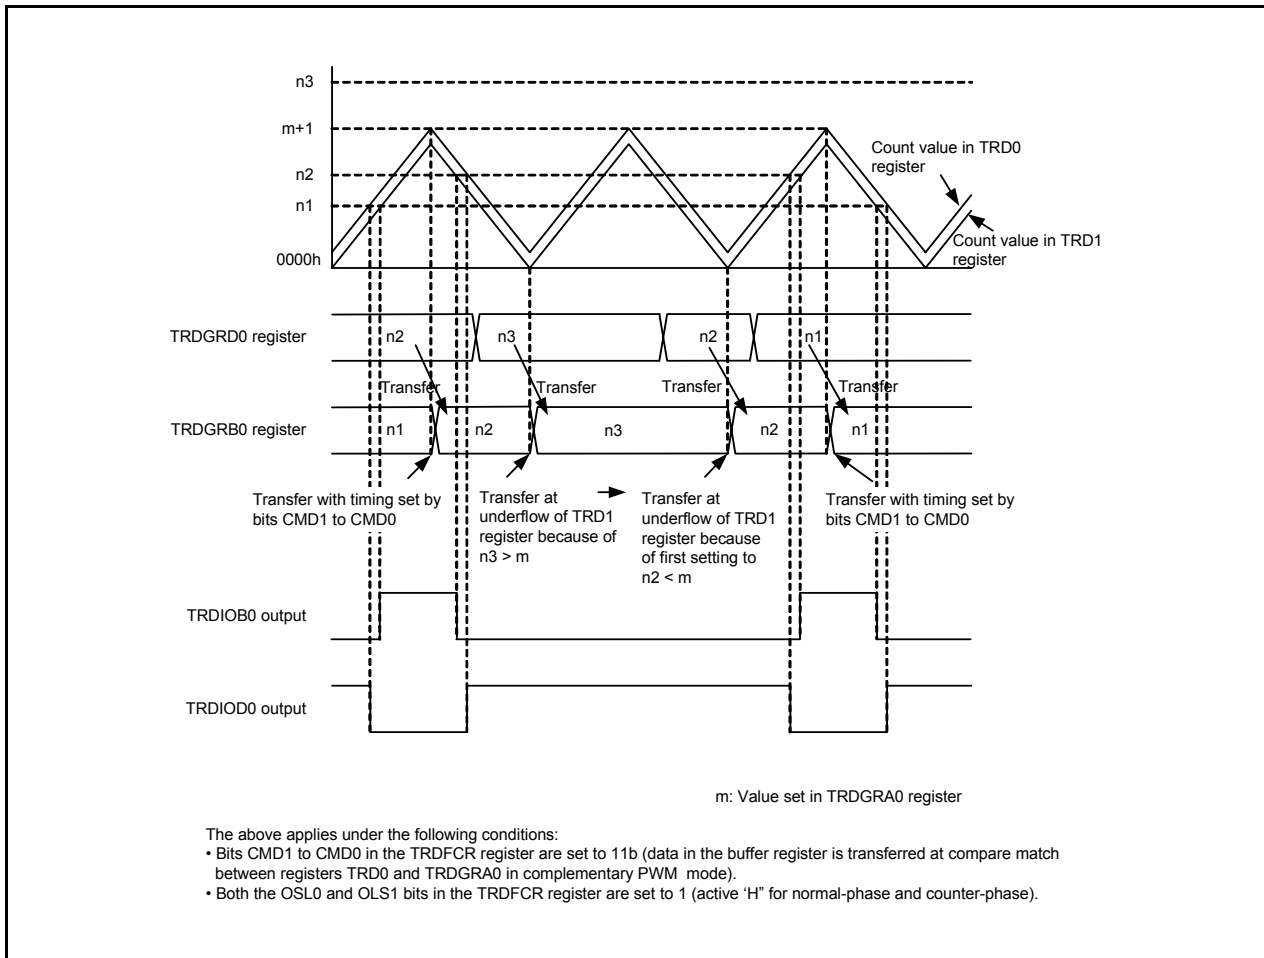 n3
m+1
n2
n1
0000h
Count value in TRD0
register
Count value in TRD1
register
TRDGRD0 register
n2
n3
n2
n1
Transfer
Transfer
Transfer
Transfer
TRDGRB0 register
n1
n2
n3
n2
n1
Transfer with timing set by
bits CMD1 to CMD0
Transfer at
underflow of TRD1
register because of
n3 > m
Transfer at
underflow of TRD1
register because
of first setting to
n2 < m
Transfer with timing set by
bits CMD1 to CMD0
TRDIOB0 output
TRDIOD0 output
m: Value set in TRDGRA0 register
The above applies under the following conditions:
• Bits CMD1 to CMD0 in the TRDFCR register are set to 11b (data in the buffer register is transferred at compare match
between registers TRD0 and TRDGRA0 in complementary PWM mode).
• Both the OSL0 and OLS1 bits in the TRDFCR register are set to 1 (active ‘H” for normal-phase and counter-phase).